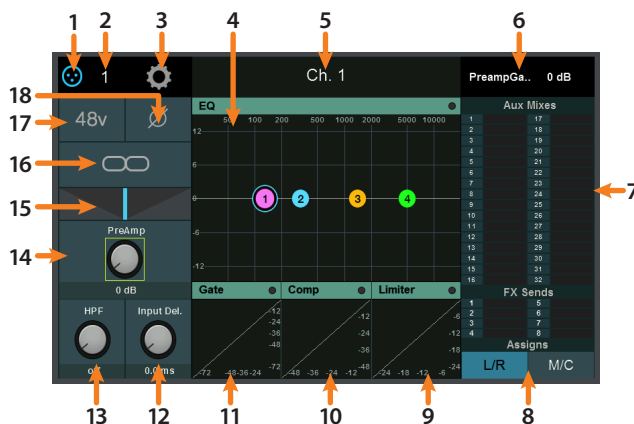 1 2 3 4 5 6
1 Ch. 1 PreampGa.. 0 dB
18
17 48v
EQ
50 100 200 500 1000 2000 5000 10000
12
6
0
-6
-12
1 2 3 4
16
15
14
PreAmp
0 dB
HPF Input Del.
off 0.0 ms
13 12
Gate Comp Limiter
-12
-24
-36
-48
-72
-72 -48 -36 -24 -12
-12
-24
-36
-48
-48 -36 -24 -12
-6
-12
-18
-24
-24 -18 -12 -6
11 10 9
Aux Mixes
1 17
2 18
3 19
4 20
5 21
6 22
7 23
8 24
9 25
10 26
11 27
12 28
13 29
14 30
15 31
16 32
7
FX Sends
1 5
2 6
3 7
4 8
Assigns
L/R M/C
8